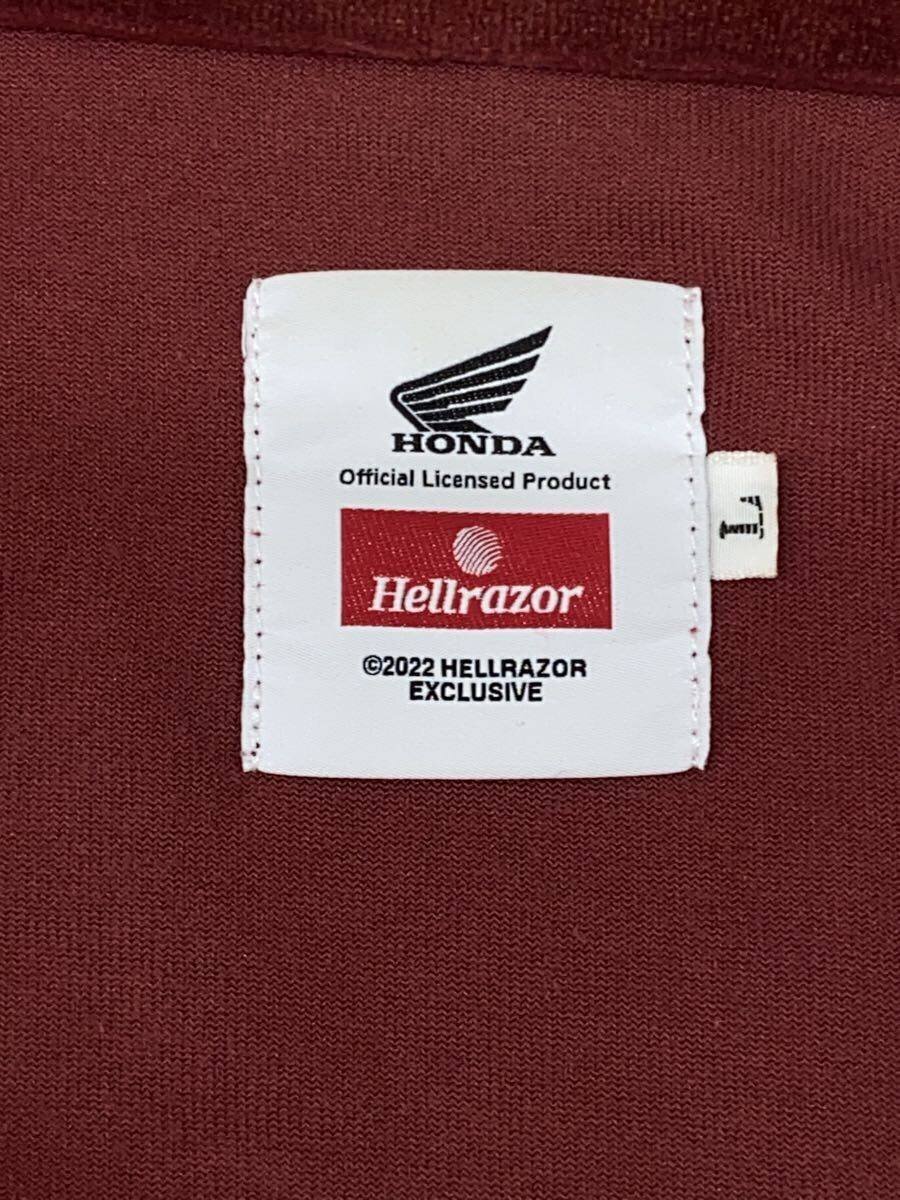 HONDA
Official Licensed Product
Hellrazor
©2022 HELLRAZOR
EXCLUSIVE
L